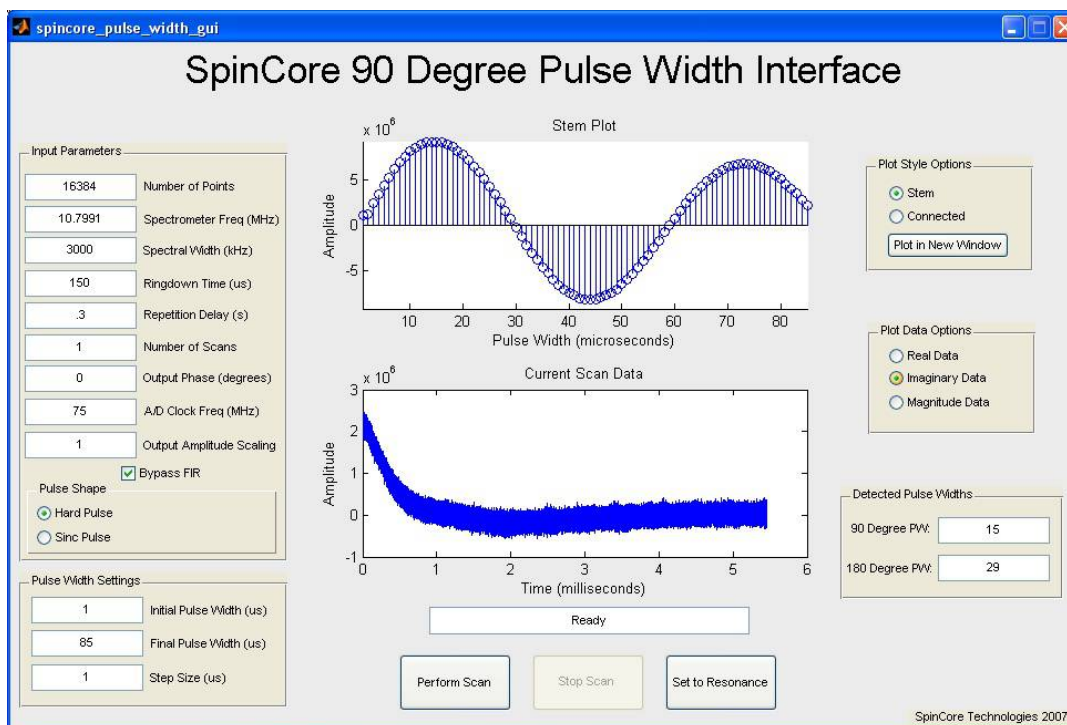 spincore_pulse_width_gui
SpinCore 90 Degree Pulse Width Interface
Input Parameters
16384 Number of Points
10.7991 Spectrometer Freq (MHz)
3000 Spectral Width (kHz)
150 Ringdown Time (us)
.3 Repetition Delay (s)
1 Number of Scans
0 Output Phase (degrees)
75 A/D Clock Freq (MHz)
1 Output Amplitude Scaling
Bypass FIR
Pulse Shape
Hard Pulse
Sinc Pulse
Pulse Width Settings
1 Initial Pulse Width (us)
85 Final Pulse Width (us)
1 Step Size (us)
x 10^6
Stem Plot
5
0
-5
Amplitude
10 20 30 40 50 60 70 80
Pulse Width (microseconds)
x 10^6
Current Scan Data
3
2
1
0
-1
Amplitude
0 1 2 3 4 5 6
Time (milliseconds)
Ready
Perform Scan
Stop Scan
Set to Resonance
Plot Style Options
Stem
Connected
Plot in New Window
Plot Data Options
Real Data
Imaginary Data
Magnitude Data
Detected Pulse Widths
90 Degree PW: 15
180 Degree PW: 29
SpinCore Technologies 2007